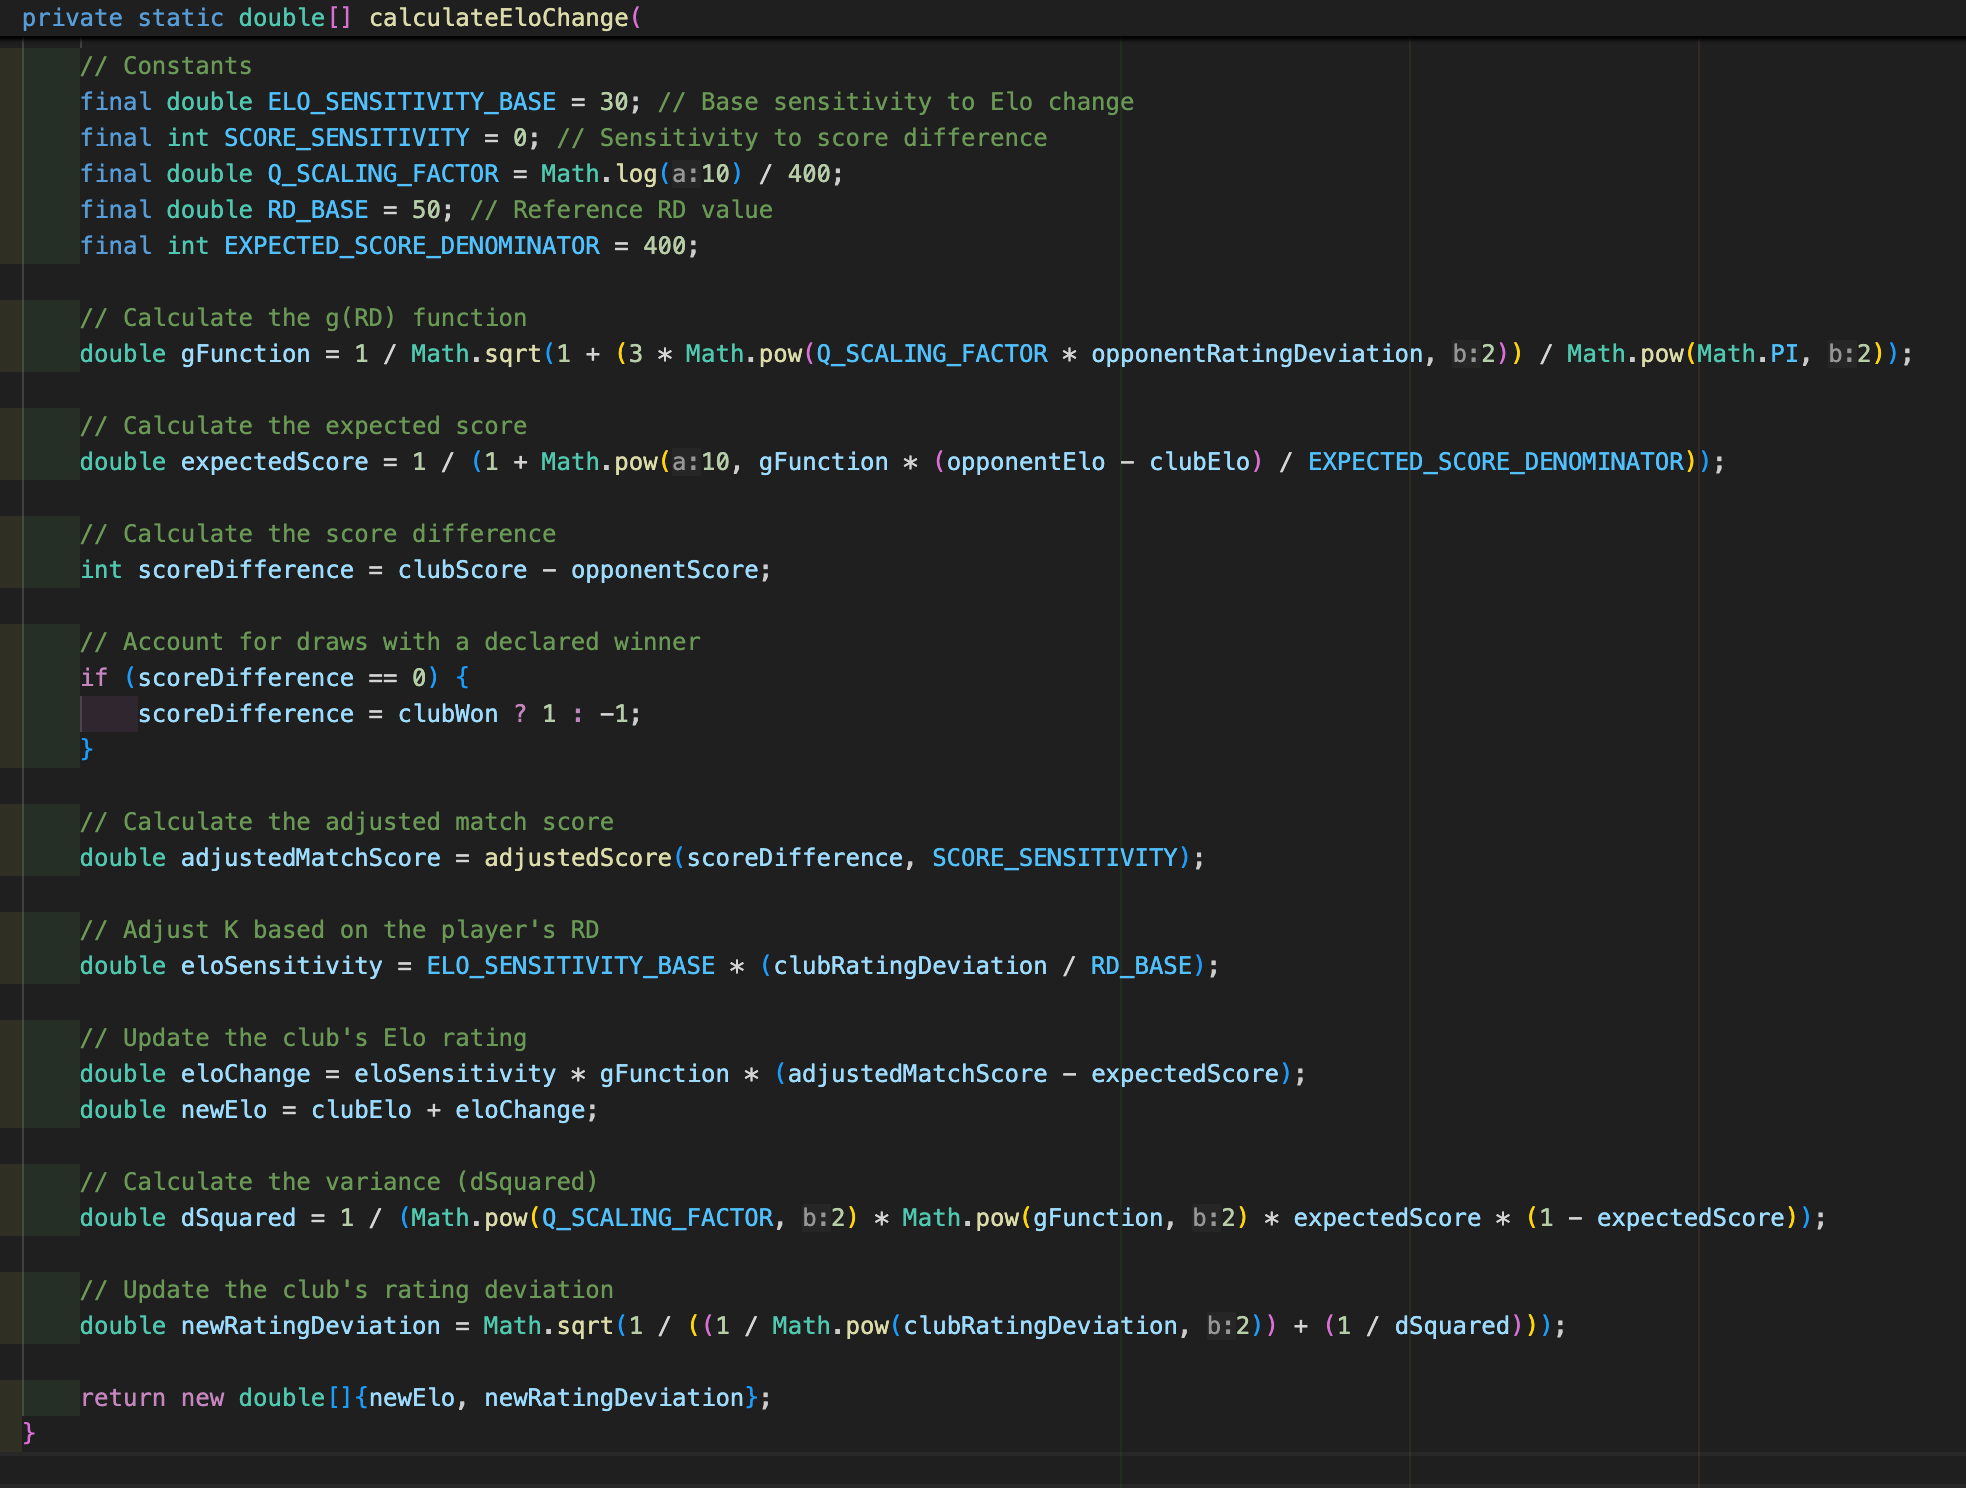 private static double[] calculateEloChange(
// Constants
final double ELO_SENSITIVITY_BASE = 30; // Base sensitivity to Elo change
final int SCORE_SENSITIVITY = 0; // Sensitivity to score difference
final double Q_SCALING_FACTOR = Math.log(a:10) / 400;
final double RD_BASE = 50; // Reference RD value
final int EXPECTED_SCORE_DENOMINATOR = 400;
// Calculate the g(RD) function
double gFunction = 1 / Math.sqrt(1 + (3 * Math.pow(Q_SCALING_FACTOR * opponentRatingDeviation, b:2)) / Math.pow(Math.PI, b:2));
// Calculate the expected score
double expectedScore = 1 / (1 + Math.pow(a:10, gFunction * (opponentElo - clubElo) / EXPECTED_SCORE_DENOMINATOR));
// Calculate the score difference
int scoreDifference = clubScore - opponentScore;
// Account for draws with a declared winner
if (scoreDifference == 0) {
scoreDifference = clubWon ? 1 : -1;
}
// Calculate the adjusted match score
double adjustedMatchScore = adjustedScore(scoreDifference, SCORE_SENSITIVITY);
// Adjust K based on the player's RD
double eloSensitivity = ELO_SENSITIVITY_BASE * (clubRatingDeviation / RD_BASE);
// Update the club's Elo rating
double eloChange = eloSensitivity * gFunction * (adjustedMatchScore - expectedScore);
double newElo = clubElo + eloChange;
// Calculate the variance (dSquared)
double dSquared = 1 / (Math.pow(Q_SCALING_FACTOR, b:2) * Math.pow(gFunction, b:2) * expectedScore * (1 - expectedScore));
// Update the club's rating deviation
double newRatingDeviation = Math.sqrt(1 / ((1 / Math.pow(clubRatingDeviation, b:2)) + (1 / dSquared)));
return new double[]{newElo, newRatingDeviation};
}